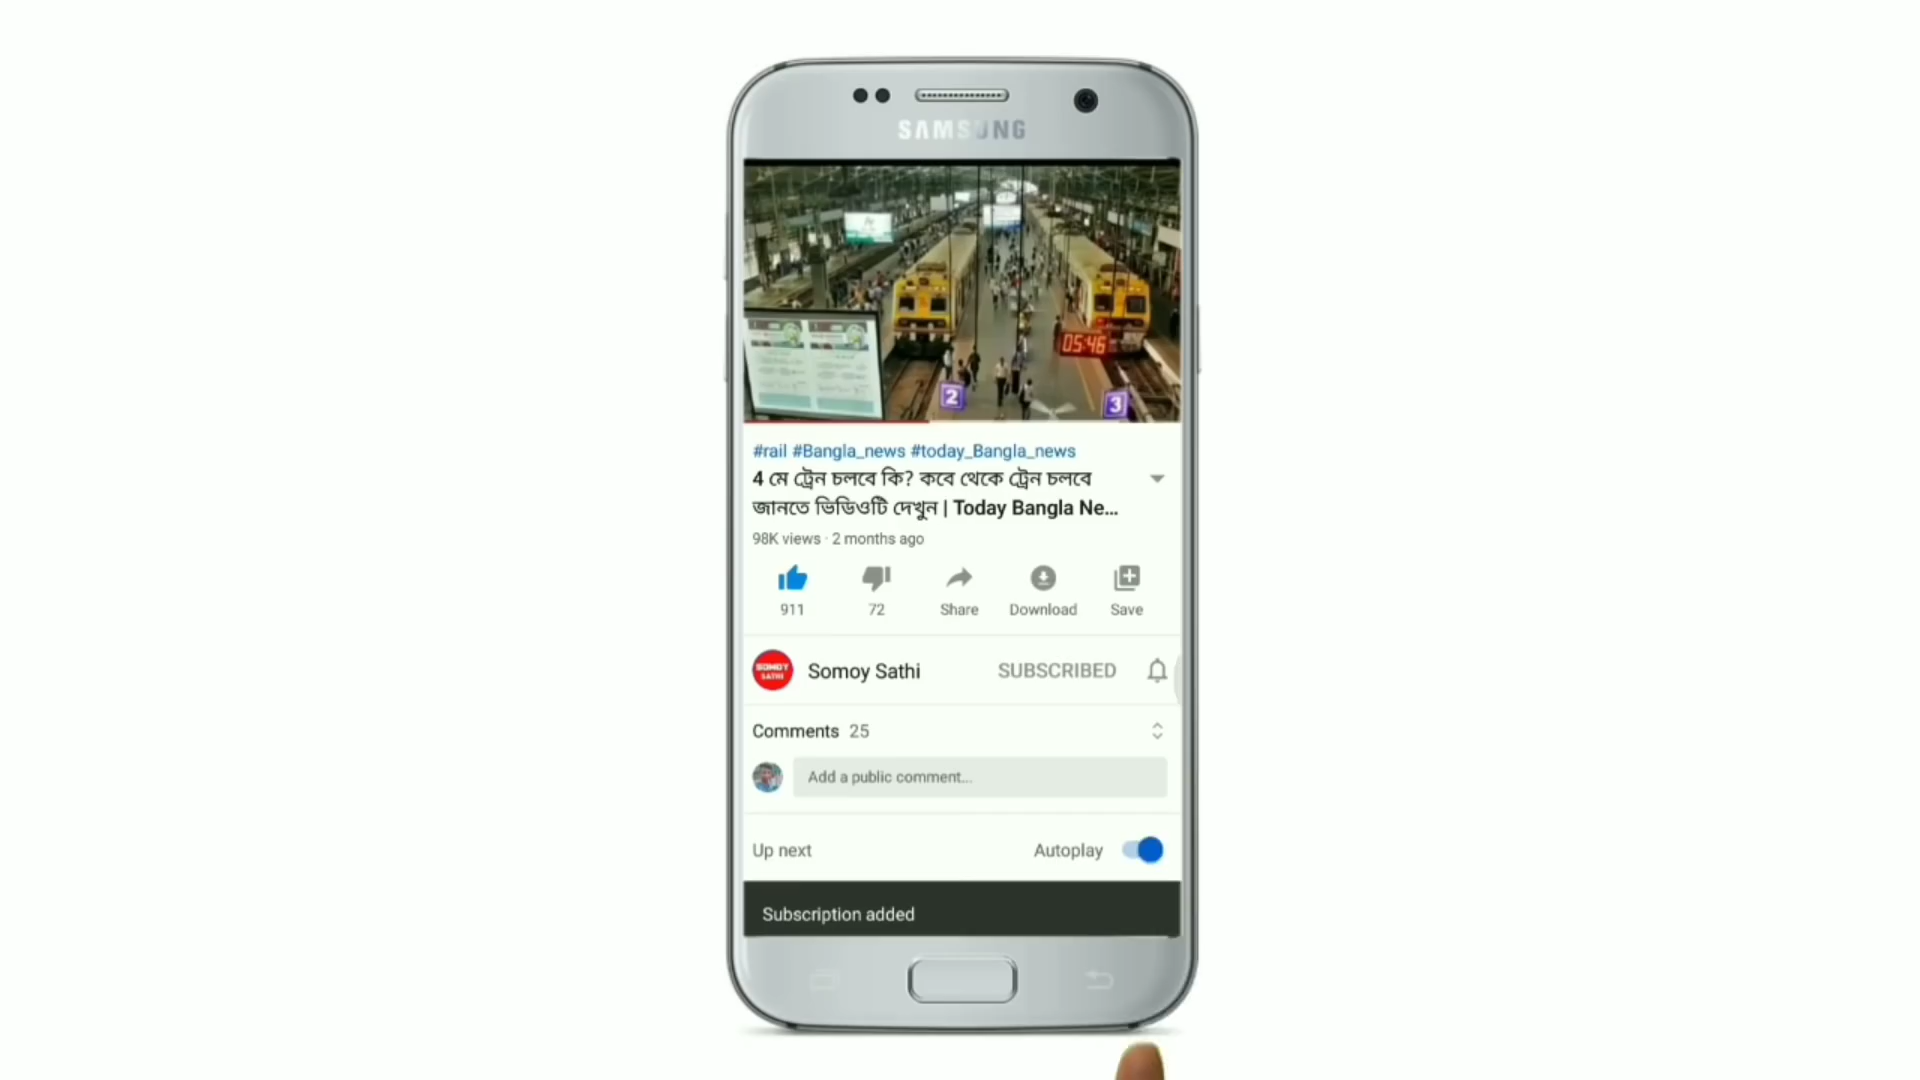 SAMSUNG
05:46
2
3
#rail #Bangla_news #today_Bangla_news
4 মে ট্রেন চলবে কি? কবে থেকে ট্রেন চলবে
জানতে ভিডিওটি দেখুন | Today Bangla Ne...
98K views · 2 months ago
911
72
Share
Download
Save
SOMOY
SATHI
Somoy Sathi
SUBSCRIBED
Comments 25
Add a public comment...
Up next
Autoplay
Subscription added